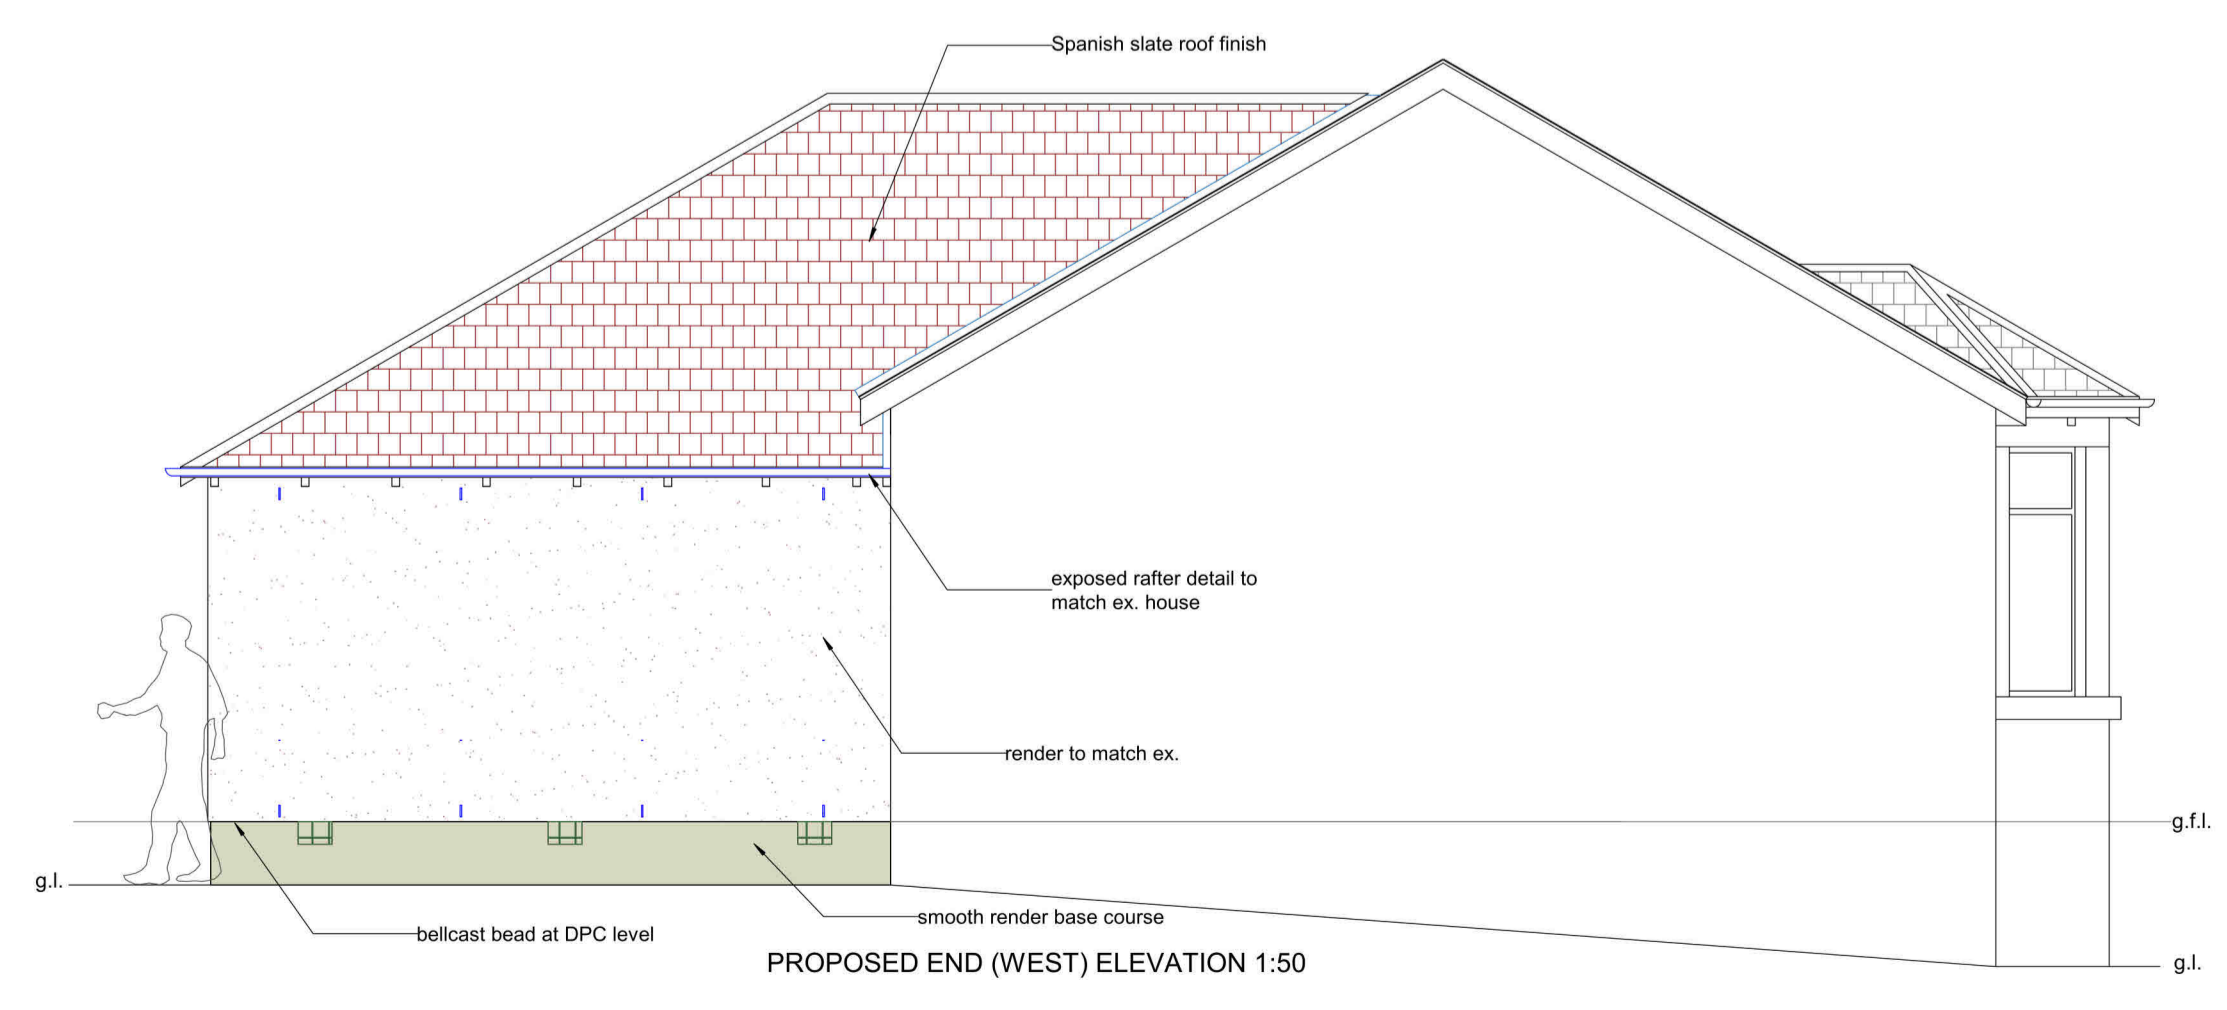 Spanish slate roof finish
exposed rafter detail to
match ex. house
render to match ex.
g.f.l.
g.l.
smooth render base course
bellcast bead at DPC level
PROPOSED END (WEST) ELEVATION 1:50
g.l.